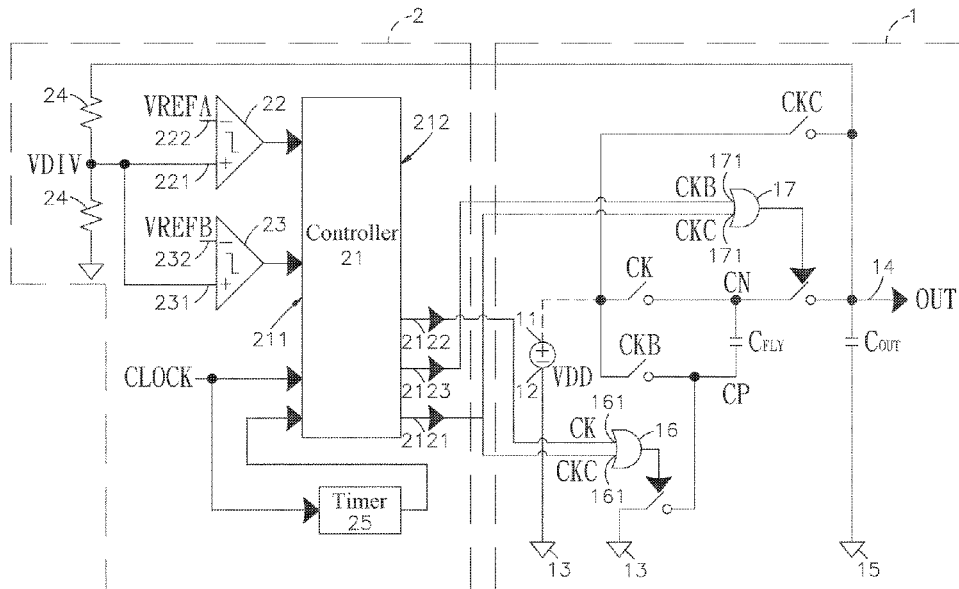 2
1
24
VREFA
22
222
221
VDIV
212
CKC
171
CKB
17
CKC
171
24
VREFB
23
232
231
Controller
21
211
CK
CN
14
OUT
11
CKB
C_FLY
C_OUT
2122
12
VDD
CP
CLOCK
2123
161
CK
16
2121
CKC
161
Timer
25
13
13
15